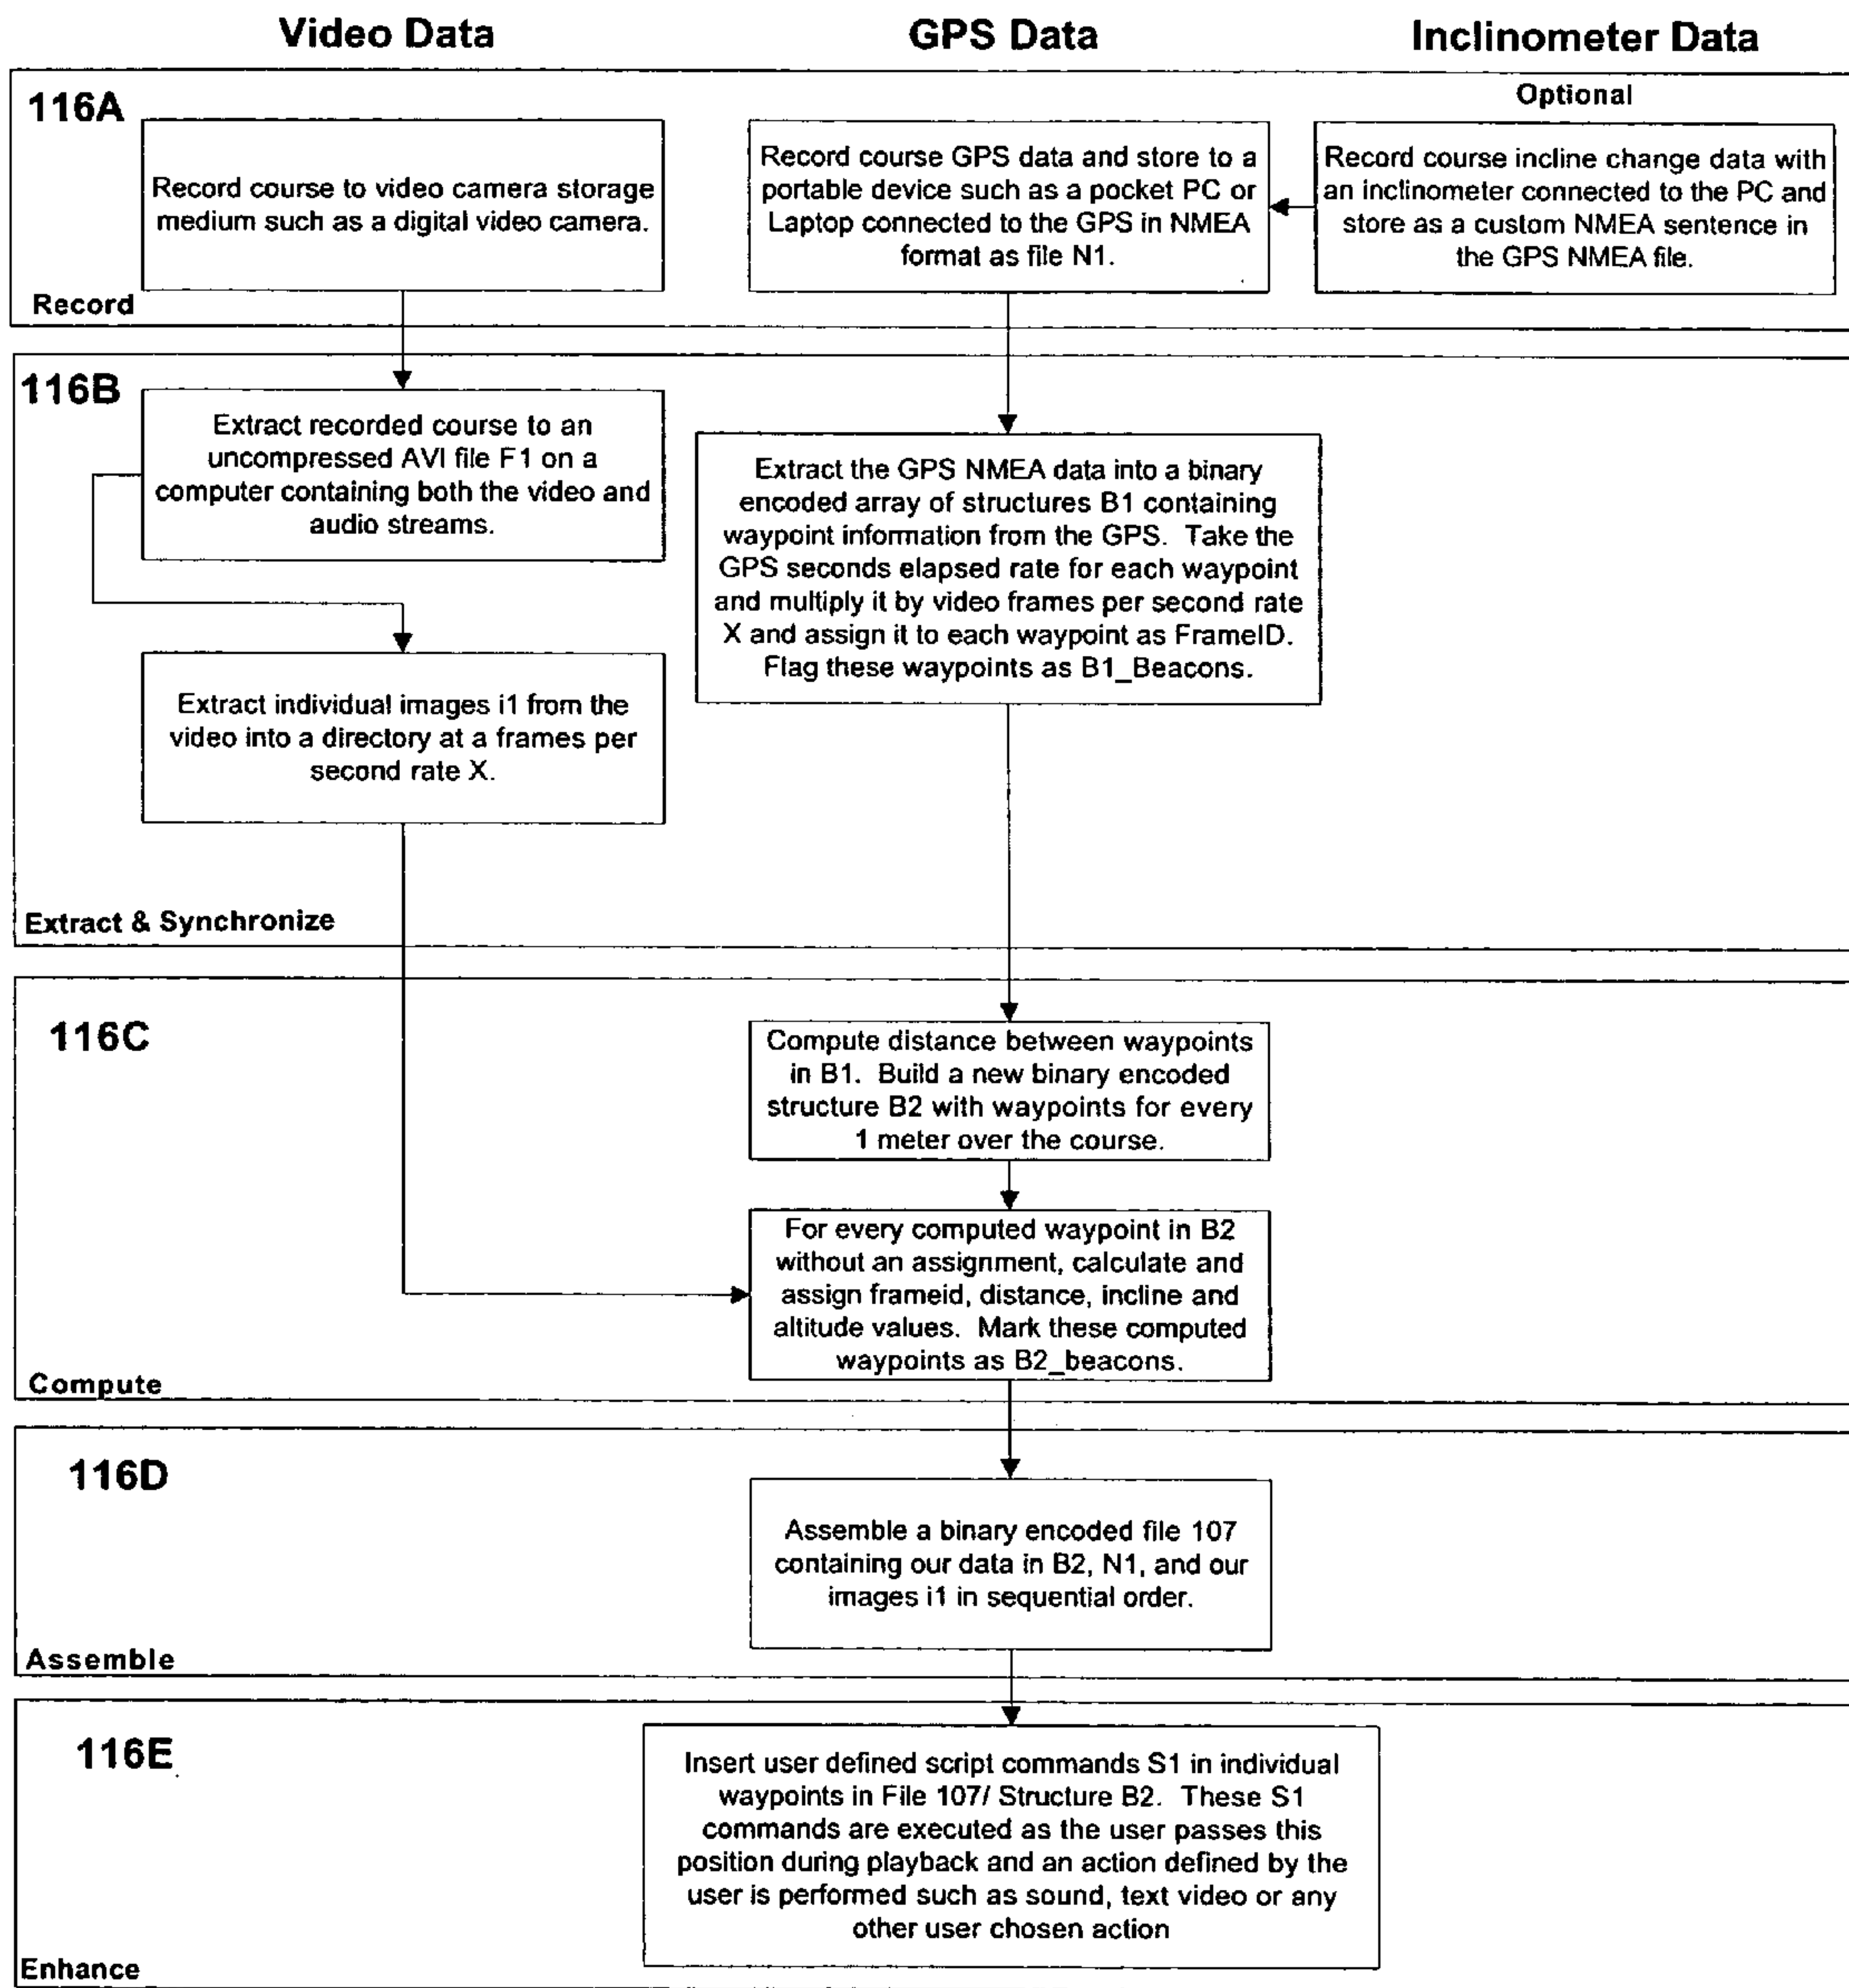 Video Data
GPS Data
Inclinometer Data
116A
Optional
Record course to video camera storage
medium such as a digital video camera.
Record course GPS data and store to a
portable device such as a pocket PC or
Laptop connected to the GPS in NMEA
format as file N1.
Record course incline change data with
an inclinometer connected to the PC and
store as a custom NMEA sentence in
the GPS NMEA file.
Record
116B
Extract recorded course to an
uncompressed AVI file F1 on a
computer containing both the video and
audio streams.
Extract the GPS NMEA data into a binary
encoded array of structures B1 containing
waypoint information from the GPS. Take the
GPS seconds elapsed rate for each waypoint
and multiply it by video frames per second rate
X and assign it to each waypoint as FrameID.
Flag these waypoints as B1_Beacons.
Extract individual images i1 from the
video into a directory at a frames per
second rate X.
Extract & Synchronize
116C
Compute distance between waypoints
in B1. Build a new binary encoded
structure B2 with waypoints for every
1 meter over the course.
For every computed waypoint in B2
without an assignment, calculate and
assign frameid, distance, incline and
altitude values. Mark these computed
waypoints as B2_beacons.
Compute
116D
Assemble a binary encoded file 107
containing our data in B2, N1, and our
images i1 in sequential order.
Assemble
116E
Insert user defined script commands S1 in individual
waypoints in File 107/ Structure B2. These S1
commands are executed as the user passes this
position during playback and an action defined by the
user is performed such as sound, text video or any
other user chosen action
Enhance